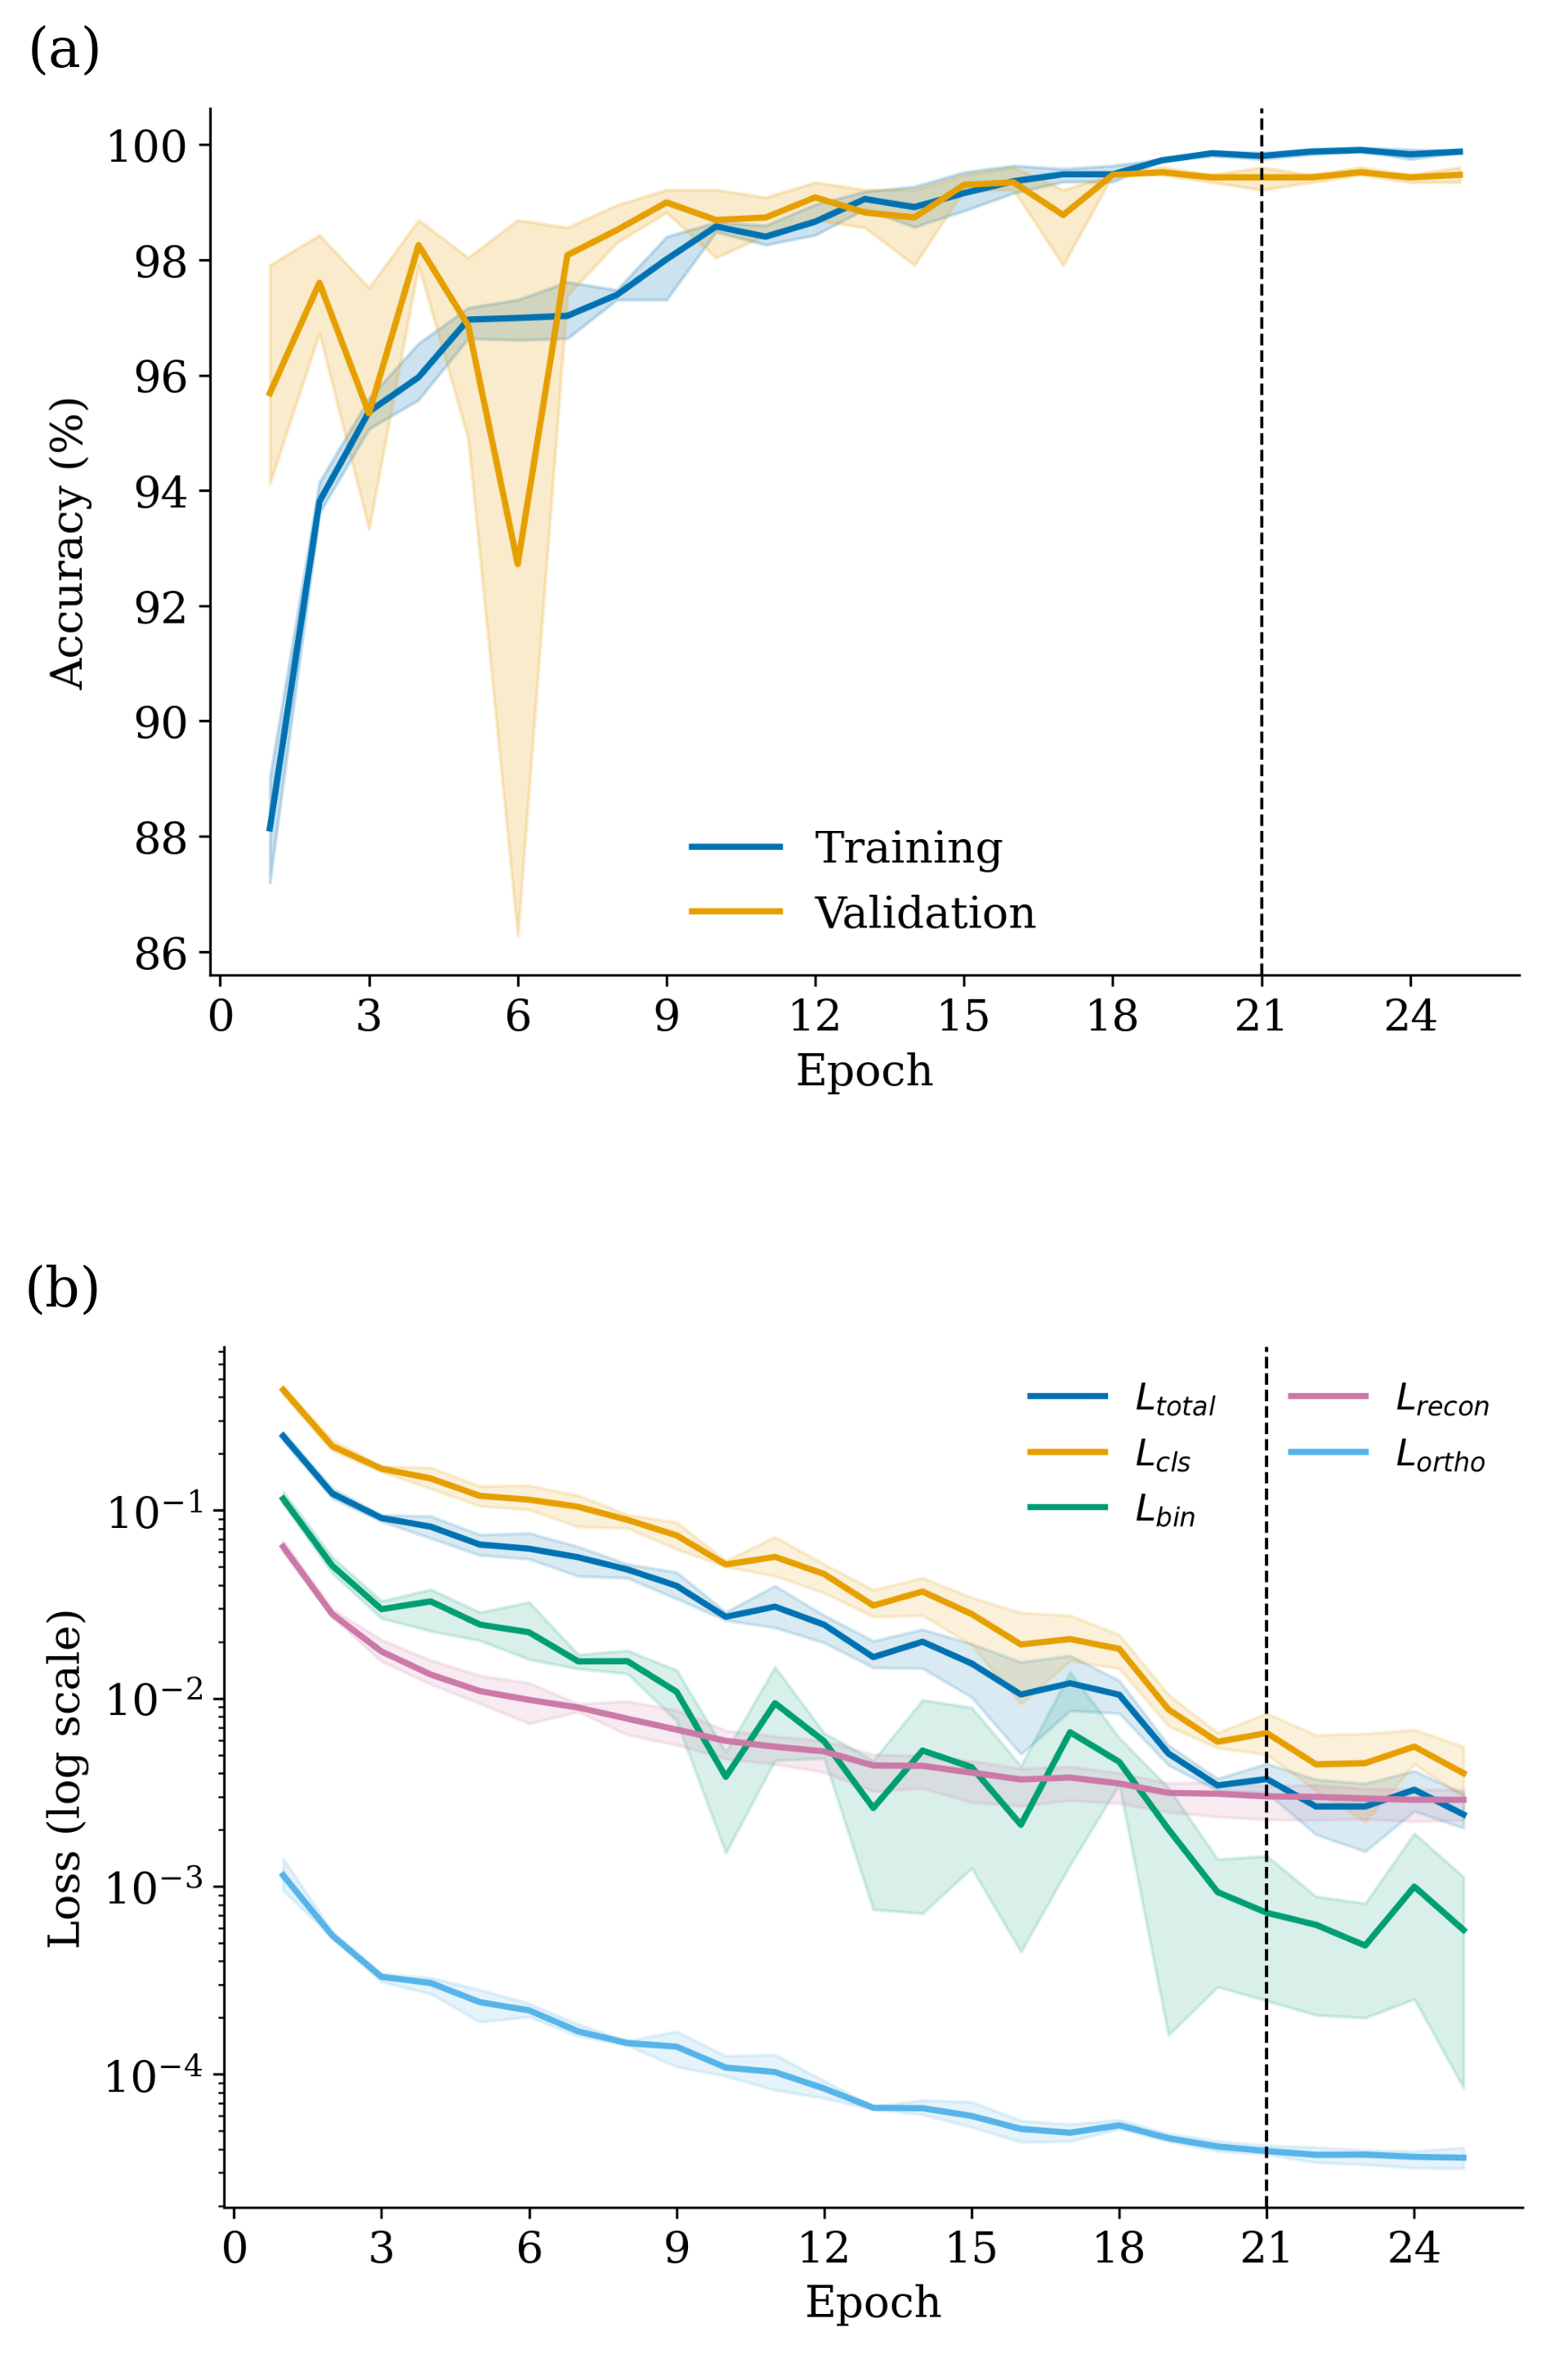 (a)
Accuracy (%)
100
98
96
94
92
90
88
86
Training
Validation
0 3 6 9 12 15 18 21 24
Epoch
(b)
Loss (log scale)
10⁻¹
10⁻²
10⁻³
10⁻⁴
L_total L_recon
L_cls L_ortho
L_bin
0 3 6 9 12 15 18 21 24
Epoch